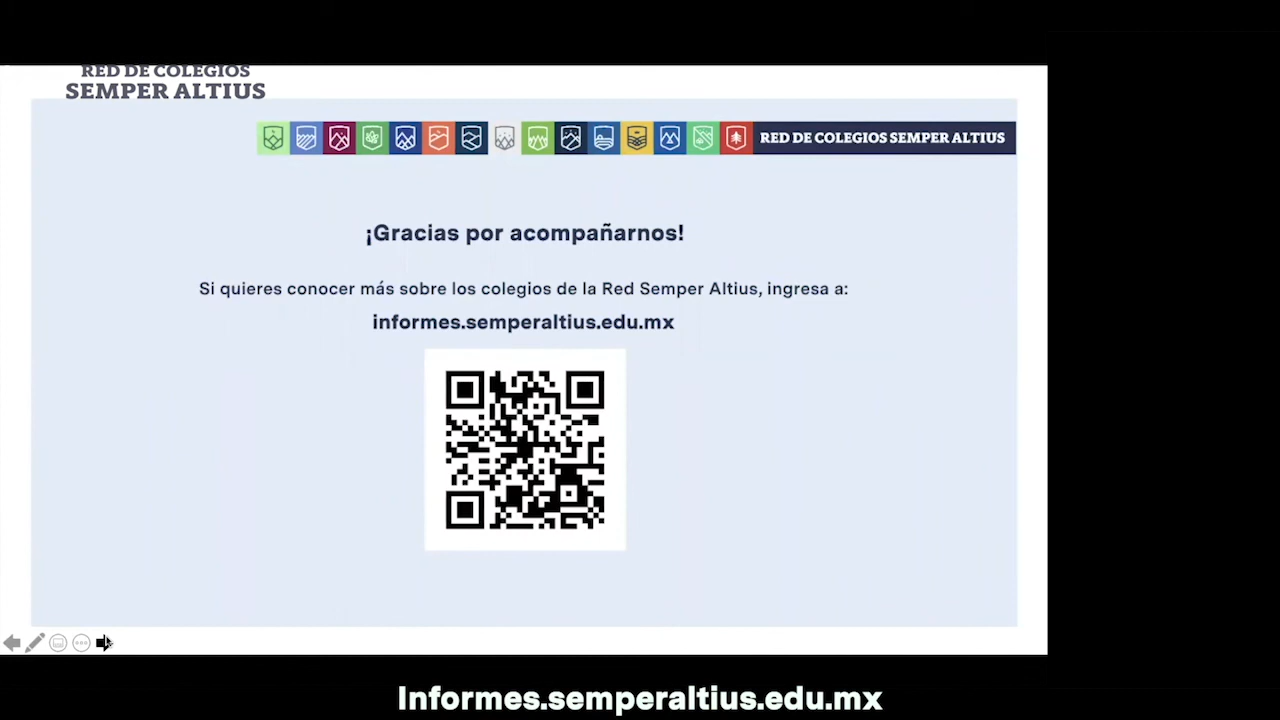 RED DE COLEGIOS
SEMPER ALTIUS
RED DE COLEGIOS SEMPER ALTIUS
¡Gracias por acompañarnos!
Si quieres conocer más sobre los colegios de la Red Semper Altius, ingresa a:
informes.semperaltius.edu.mx
Informes.semperaltius.edu.mx